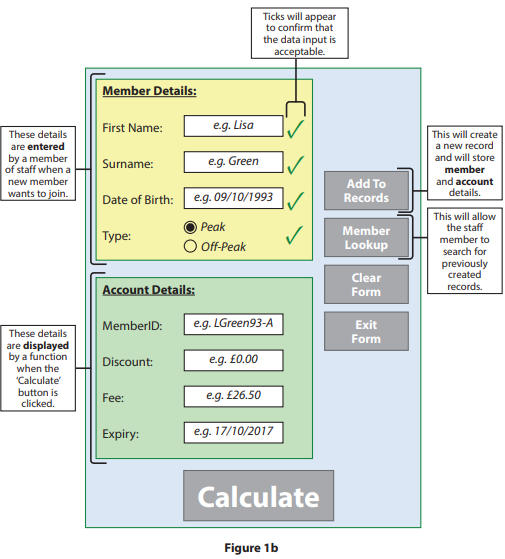 Ticks will appear
to confirm that
the data input is
acceptable.
Member Details:
First Name:
e.g. Lisa
Surname:
e.g. Green
Date of Birth:
e.g. 09/10/1993
Type:
Peak
Off-Peak
These details
are entered
by a member
of staff when a
new member
wants to join.
Add To
Records
Member
Lookup
Clear
Form
Exit
Form
This will create
a new record
and will store
member
and account
details.
This will allow
the staff
member to
search for
previously
created
records.
Account Details:
MemberID:
e.g. LGreen93-A
Discount:
e.g. £0.00
Fee:
e.g. £26.50
Expiry:
e.g. 17/10/2017
These details
are displayed
by a function
when the
'Calculate'
button is
clicked.
Calculate
Figure 1b